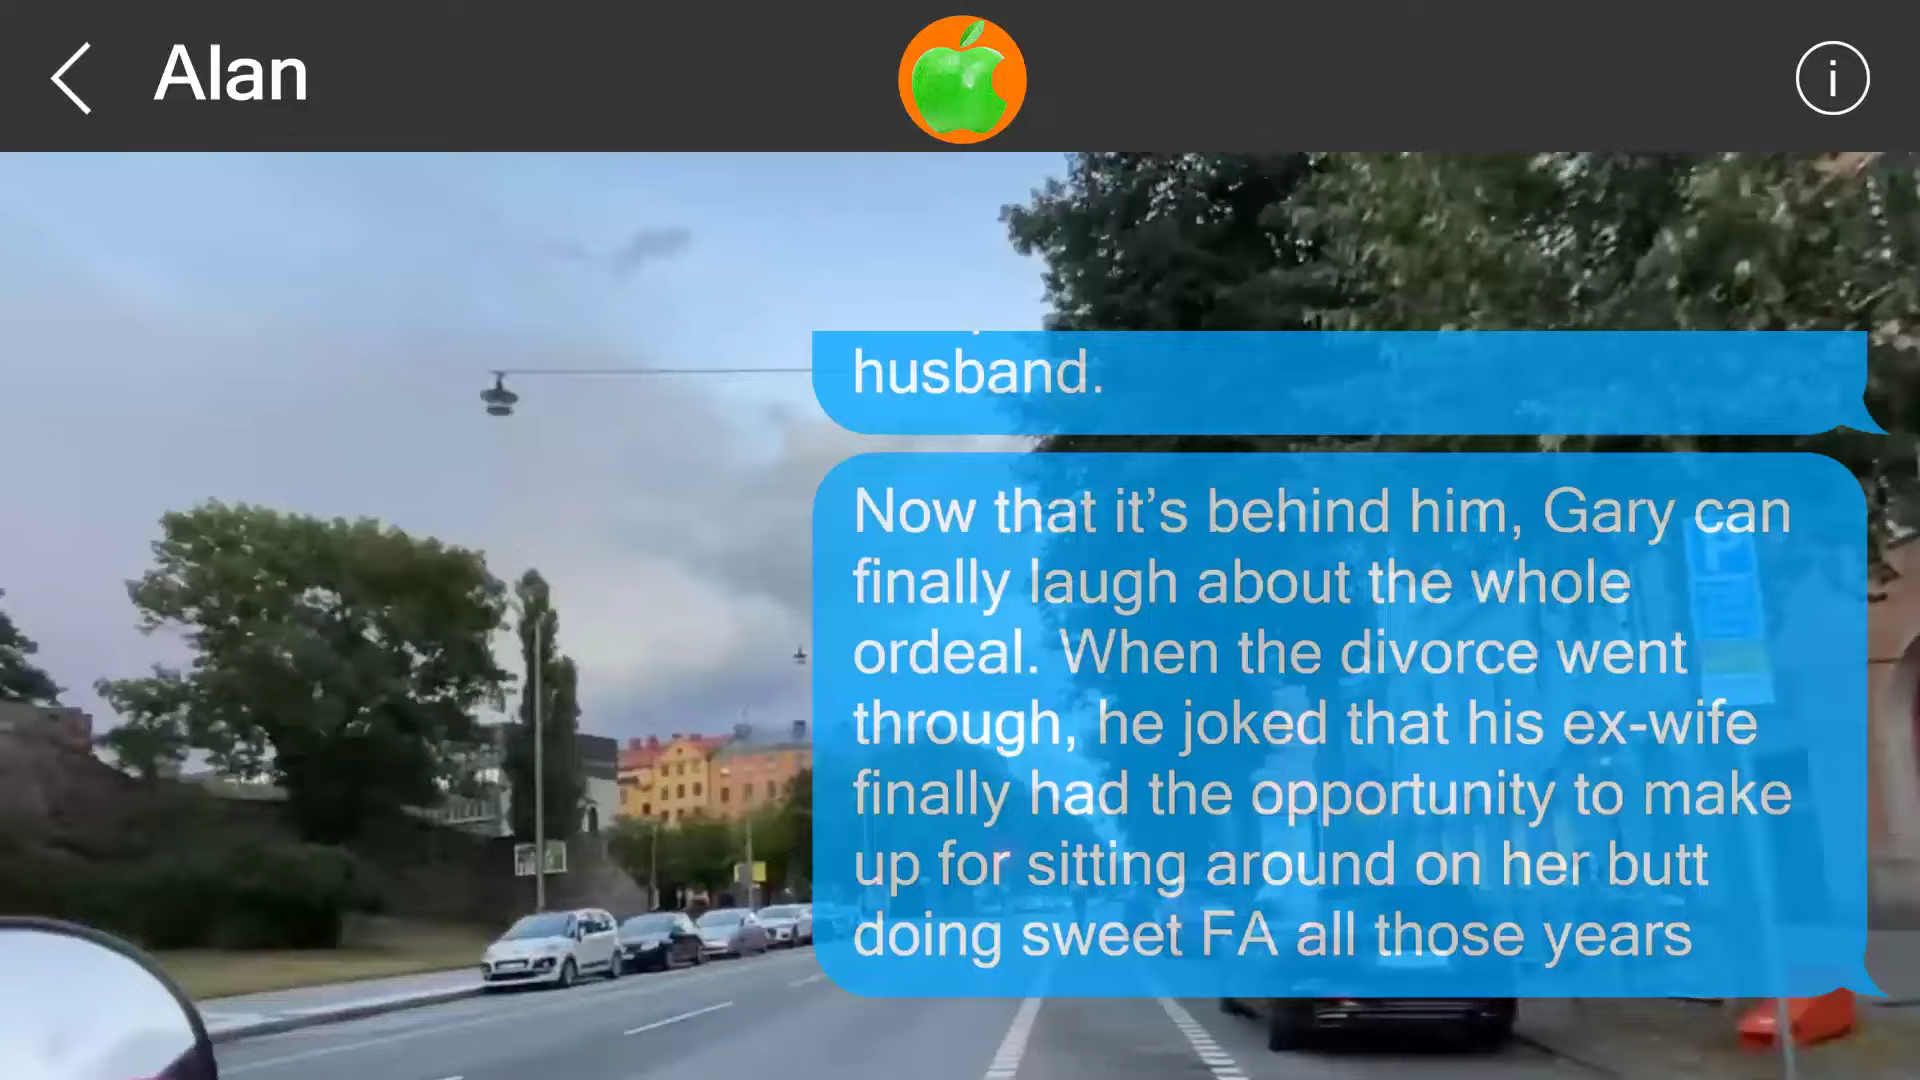 Alan
i
husband.
Now that it’s behind him, Gary can
finally laugh about the whole
ordeal. When the divorce went
through, he joked that his ex-wife
finally had the opportunity to make
up for sitting around on her butt
doing sweet FA all those years